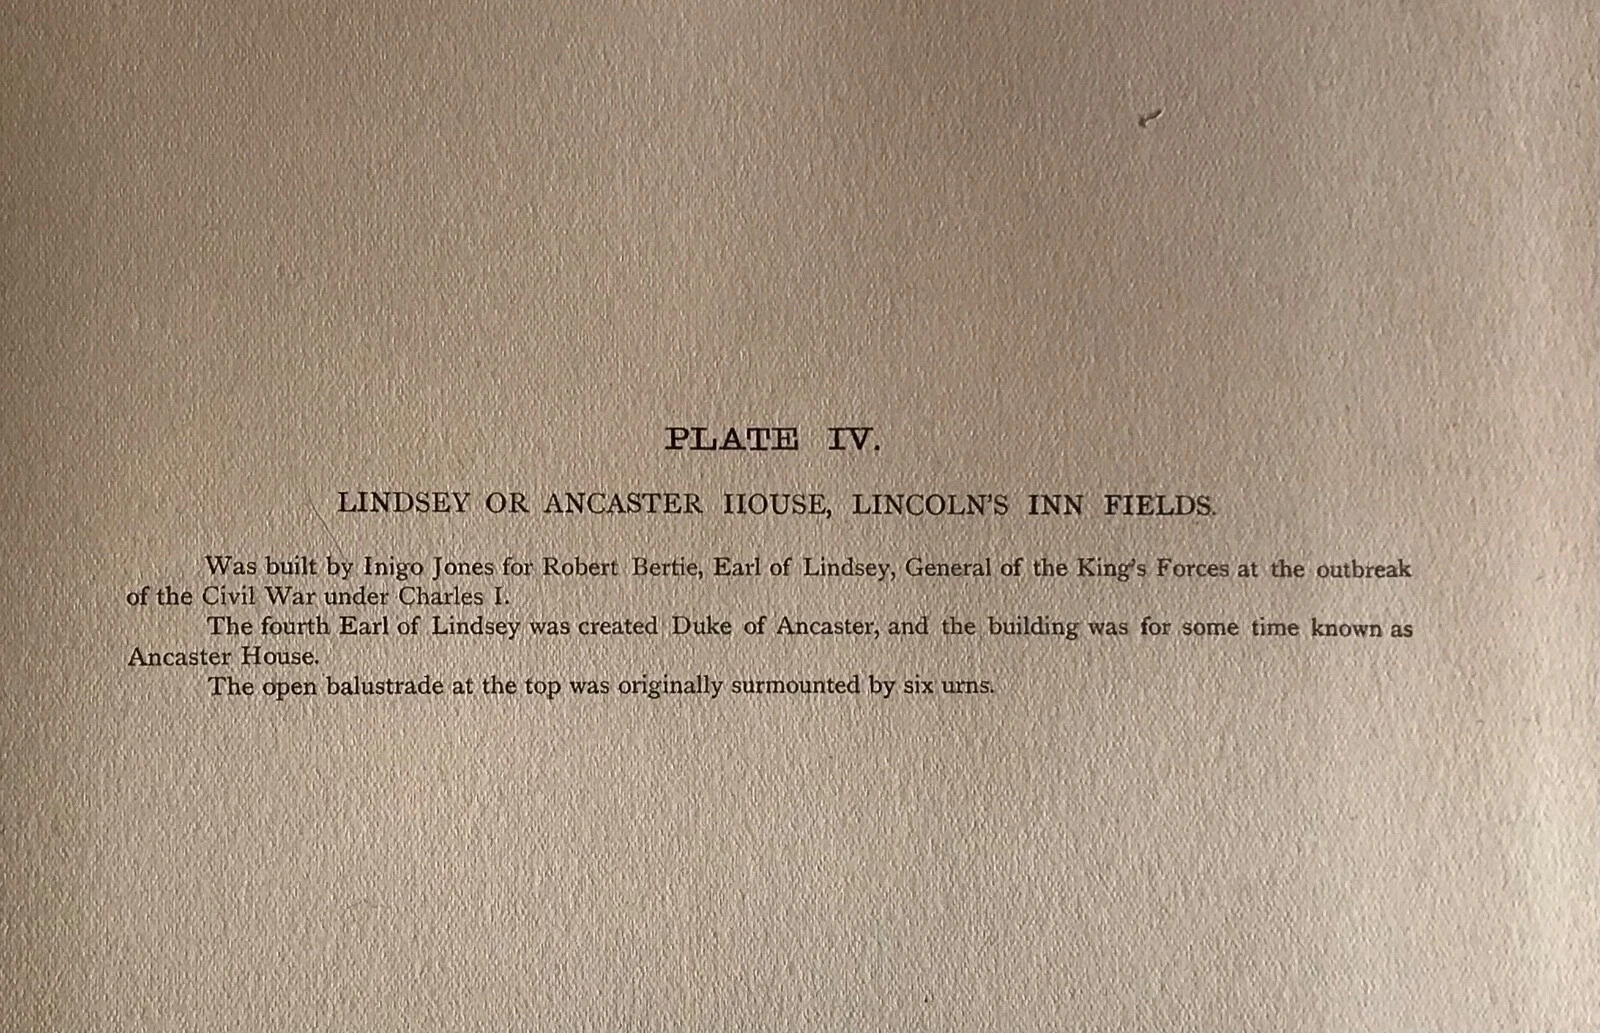 PLATE IV.
LINDSEY OR ANCASTER HOUSE, LINCOLN'S INN FIELDS.
Was built by Inigo Jones for Robert Bertie, Earl of Lindsey, General of the King's Forces at the outbreak
of the Civil War under Charles I.
The fourth Earl of Lindsey was created Duke of Ancaster, and the building was for some time known as
Ancaster House.
The open balustrade at the top was originally surmounted by six urns.